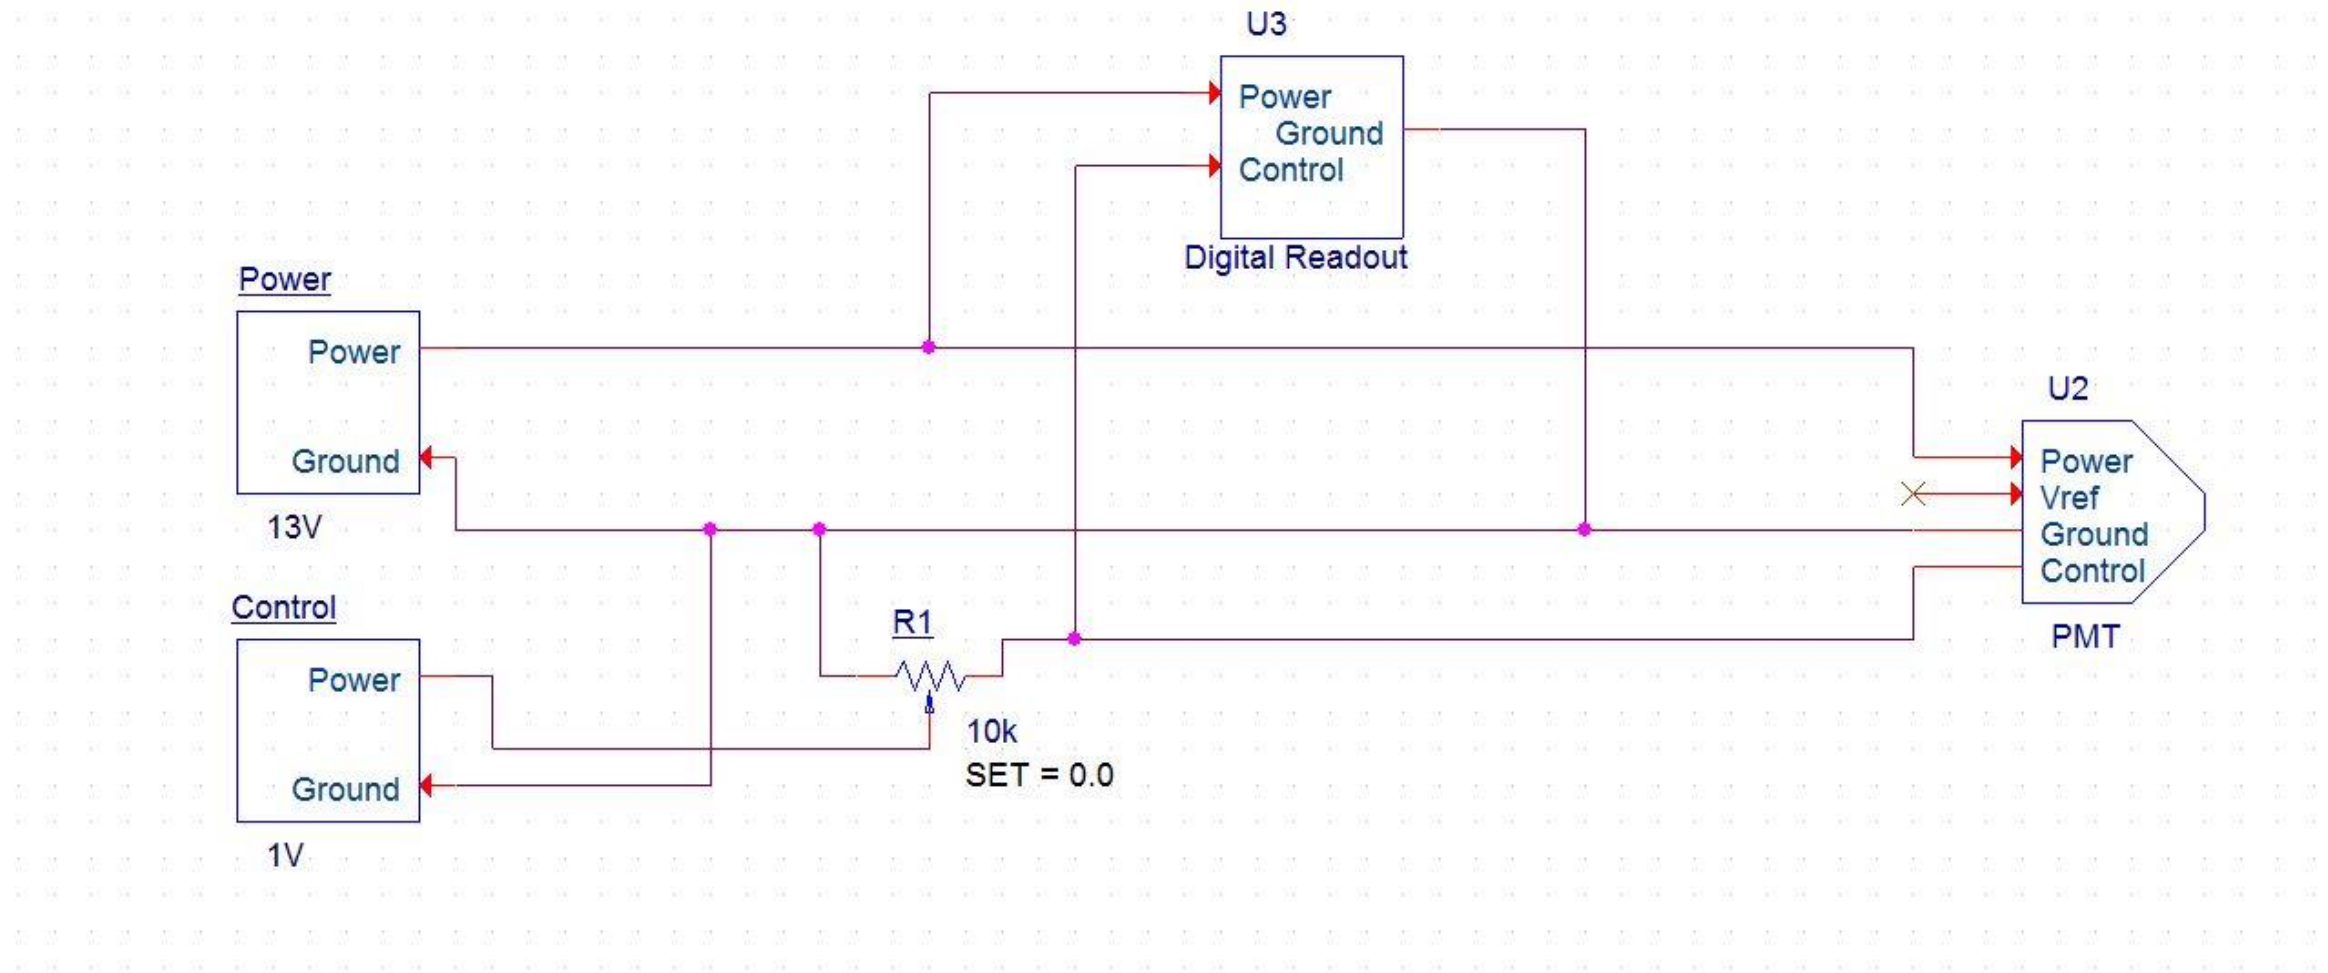 U3
Power
Ground
Control
Digital Readout
Power
Power
Ground
13V
U2
Power
Vref
Ground
Control
PMT
Control
Power
Ground
1V
R1
10k
SET = 0.0